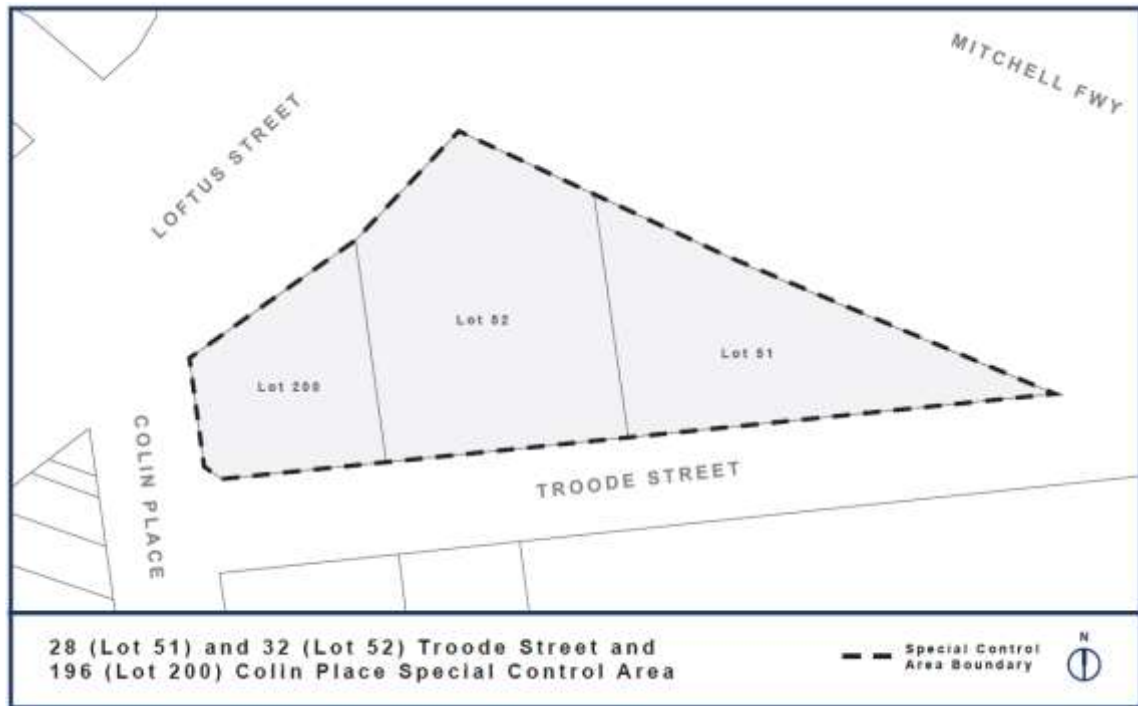 MITCHELL FWY
LOFTUS STREET
Lot 52
Lot 51
Lot 200
COLIN PLACE
TROODE STREET
28 (Lot 51) and 32 (Lot 52) Troode Street and
196 (Lot 200) Colin Place Special Control Area
Special Control
Area Boundary
N